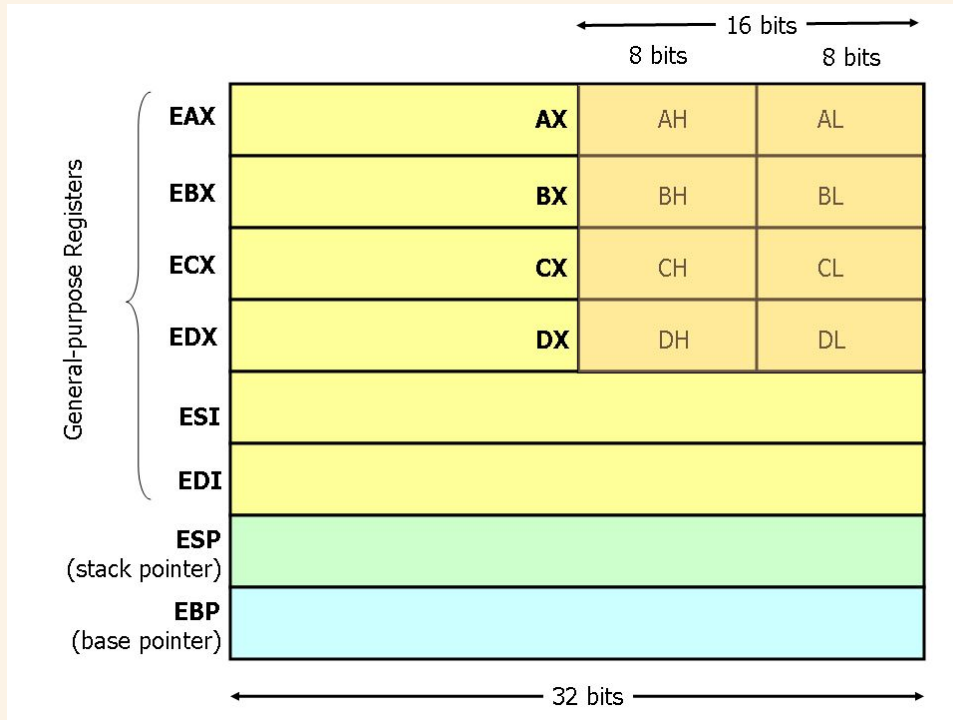 16 bits
8 bits 8 bits
General-purpose Registers
EAX AX AH AL
EBX BX BH BL
ECX CX CH CL
EDX DX DH DL
ESI
EDI
ESP
(stack pointer)
EBP
(base pointer)
32 bits